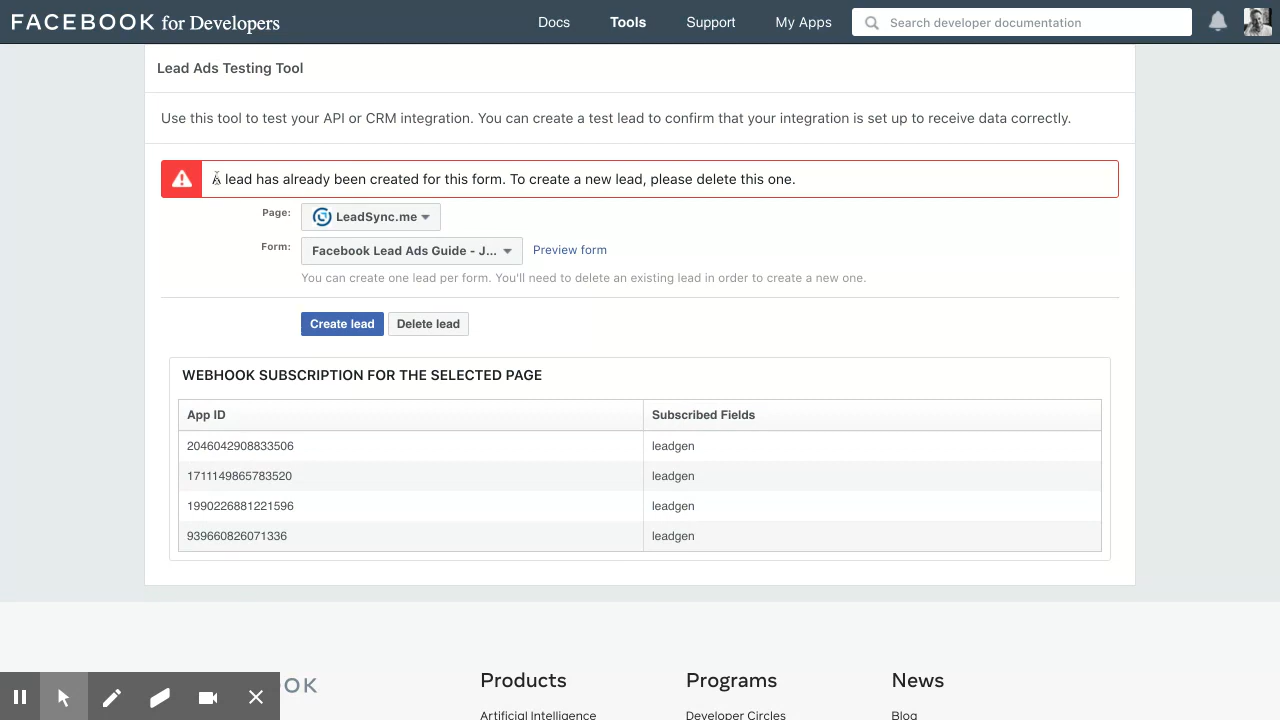 FACEBOOK for Developers
Docs
Tools
Support
My Apps
Search developer documentation
Lead Ads Testing Tool
Use this tool to test your API or CRM integration. You can create a test lead to confirm that your integration is set up to receive data correctly.
A lead has already been created for this form. To create a new lead, please delete this one.
Page:
LeadSync.me
Form:
Facebook Lead Ads Guide - J...
Preview form
You can create one lead per form. You'll need to delete an existing lead in order to create a new one.
Create lead
Delete lead
WEBHOOK SUBSCRIPTION FOR THE SELECTED PAGE
App ID
Subscribed Fields
2046042908833506
leadgen
1711149865783520
leadgen
1990226881221596
leadgen
939660826071336
leadgen
OK
Products
Programs
News
Artificial Intelligence
Developer Circles
Blog